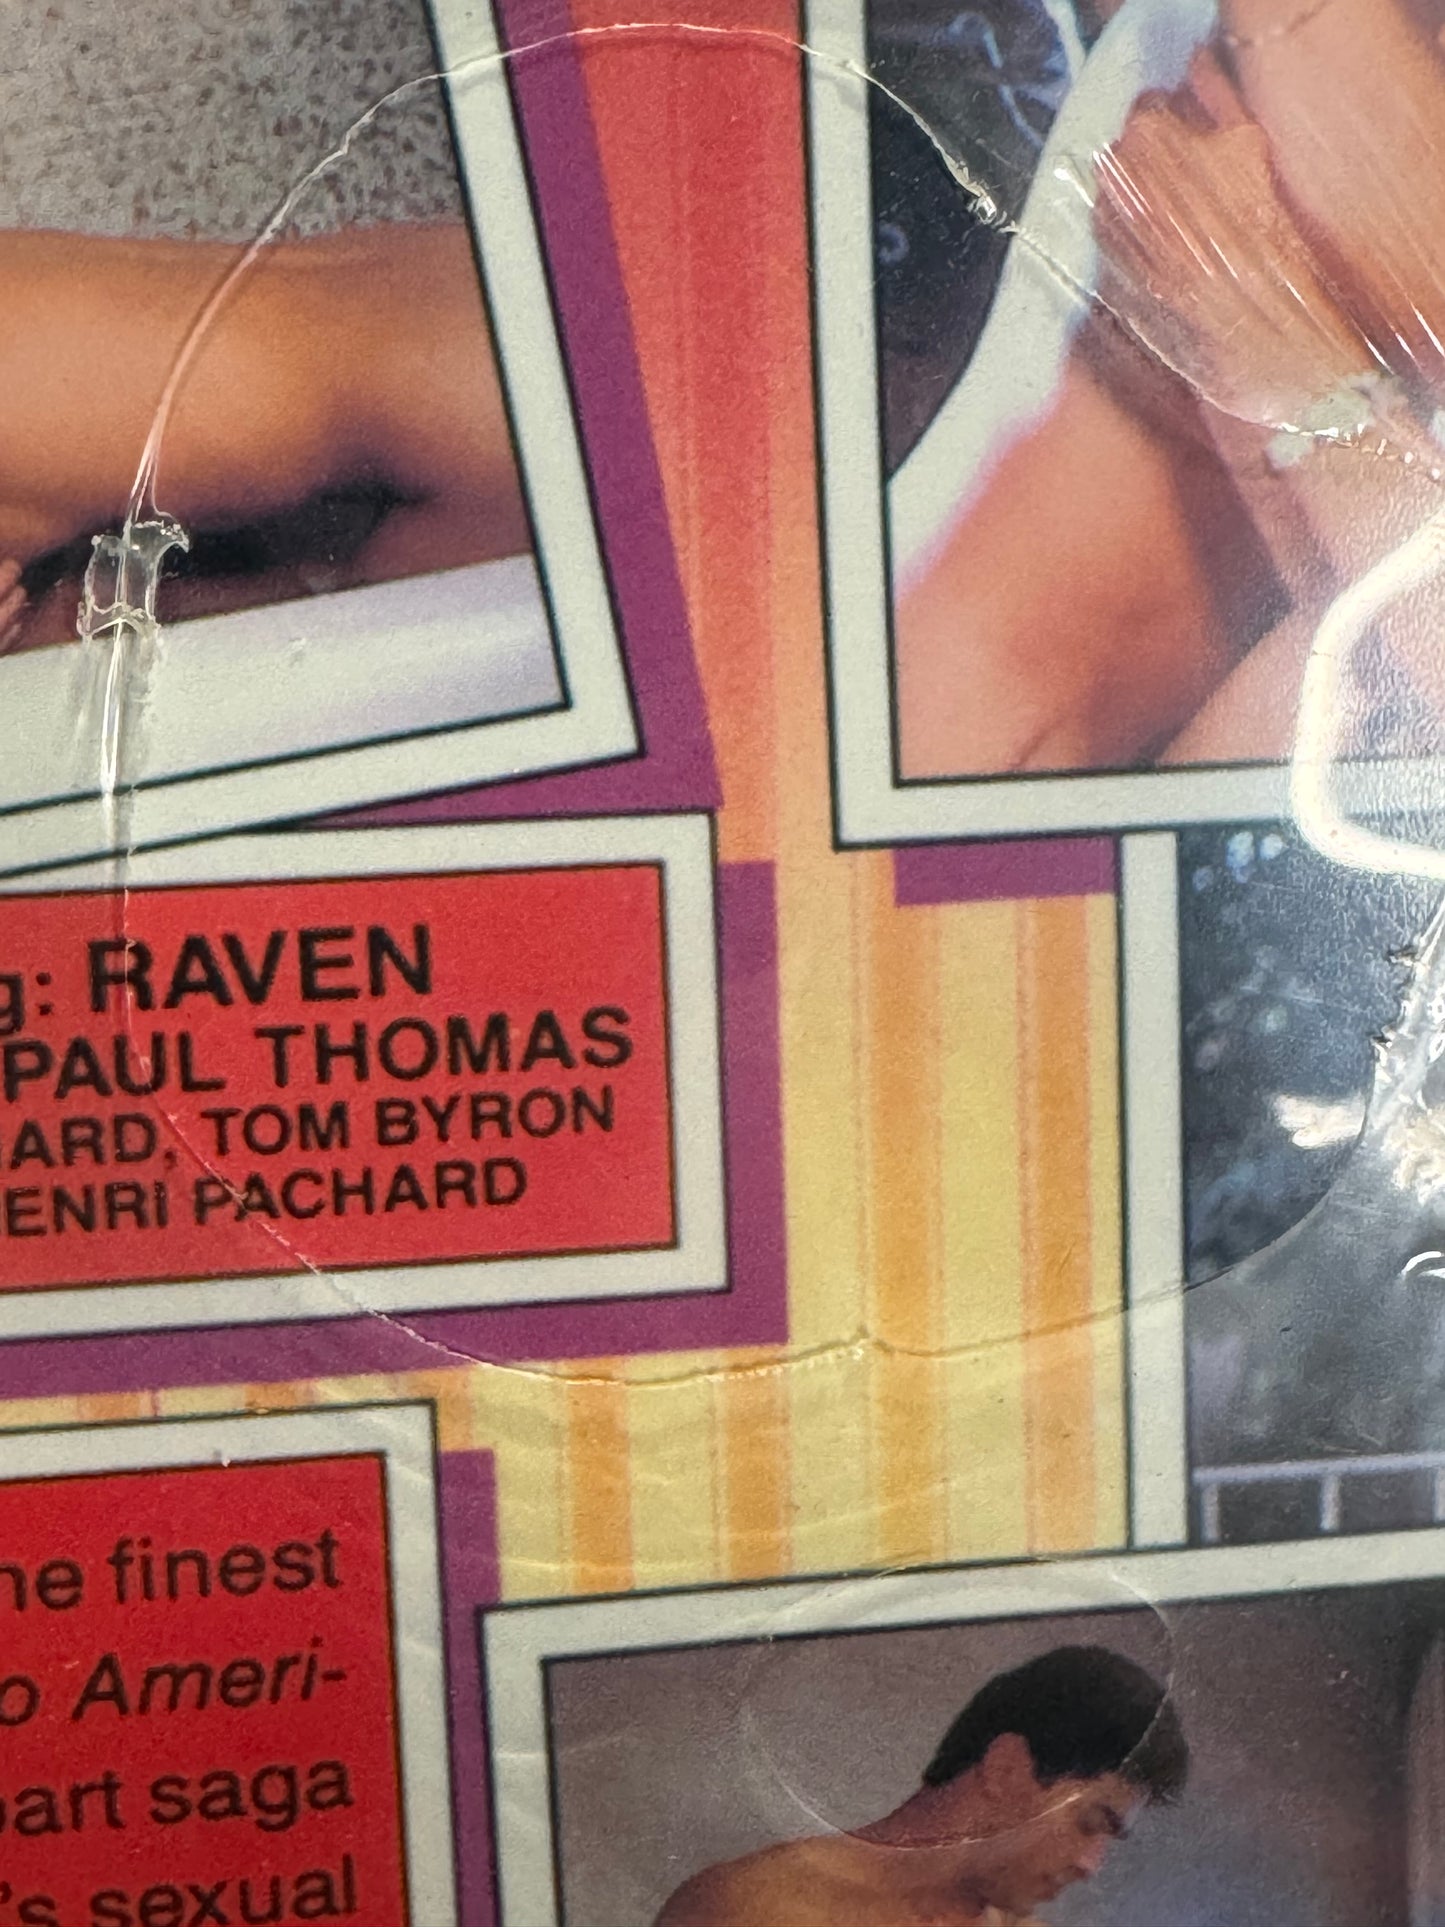 g: RAVEN
PAUL THOMAS
ARD, TOM BYRON
ENRI PACHARD
he finest
o Ameri-
part saga
's sexual